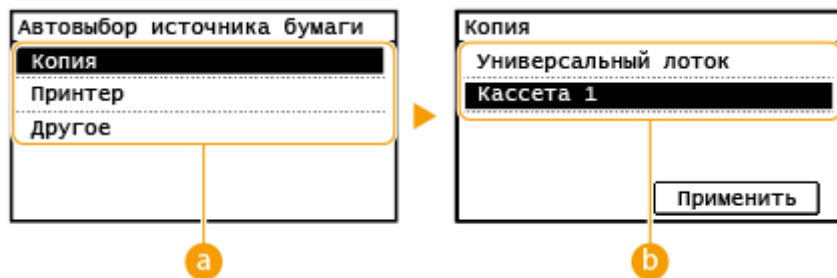 Автовыбор источника бумаги
Копия
Принтер
Другое
a
Копия
Универсальный лоток
Кассета 1
Применить
b